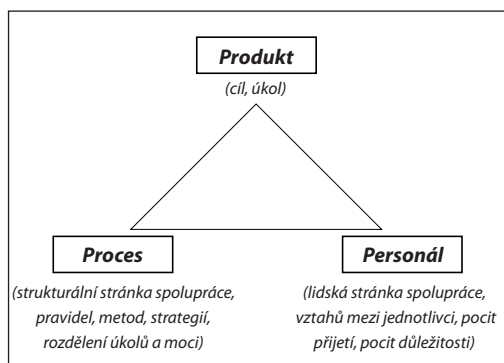 Produkt
(cíl, úkol)
Proces
(strukturální stránka spolupráce,
pravidel, metod, strategií,
rozdělení úkolů a moci)
Personál
(lidská stránka spolupráce,
vztahů mezi jednotlivci, pocit
přijetí, pocit důležitosti)